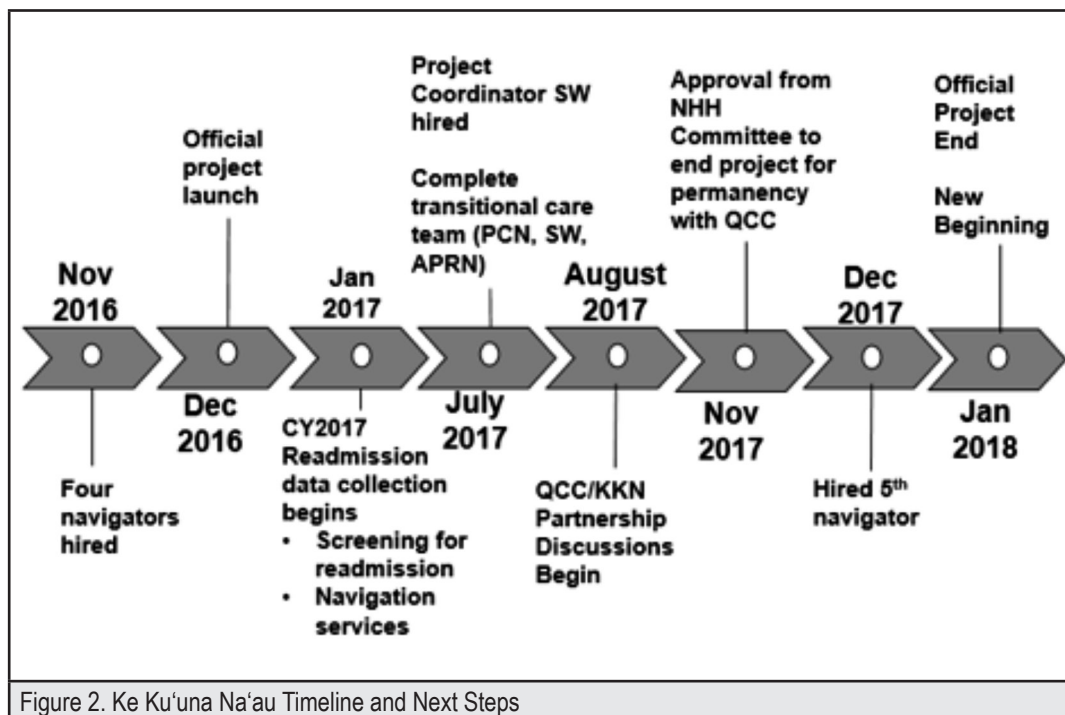 Nov
2016
Four
navigators
hired
Official
project
launch
Dec
2016
Jan
2017
CY2017
Readmission
data collection
begins
• Screening for
readmission
• Navigation
services
Project
Coordinator SW
hired
Complete
transitional care
team (PCN, SW,
APRN)
July
2017
August
2017
QCC/KKN
Partnership
Discussions
Begin
Approval from
NHH
Committee to
end project for
permanency
with QCC
Nov
2017
Dec
2017
Hired 5th
navigator
Official
Project
End
New
Beginning
Jan
2018
Figure 2. Ke Ku‘una Na‘au Timeline and Next Steps